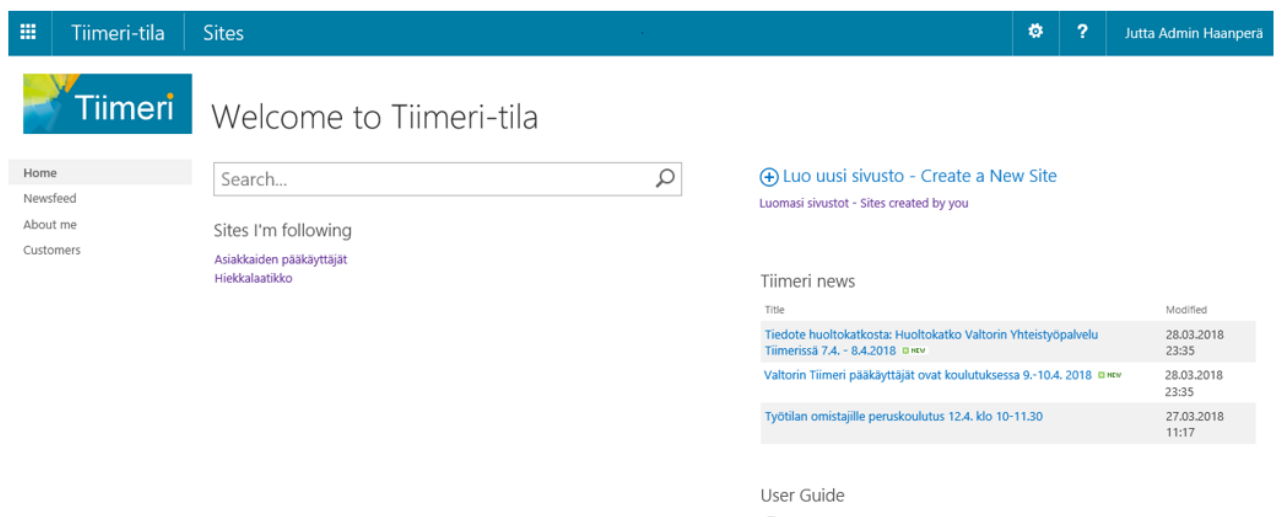 Tiimeri-tila Sites ? Jutta Admin Haanperä
Tiimeri
Welcome to Tiimeri-tila
Home
Newsfeed
About me
Customers
Search...
Sites I'm following
Asiakkaiden pääkäyttäjät
Hiekkalaatikko
Luo uusi sivusto - Create a New Site
Luomasi sivustot - Sites created by you
Tiimeri news
Title Modified
Tiedote huoltokatkosta: Huoltokatko Valtorin Yhteistyöpalvelu
Tiimerissä 7.4. - 8.4.2018 NEW
28.03.2018
23:35
Valtorin Tiimeri pääkäyttäjät ovat koulutuksessa 9.-10.4. 2018 NEW
28.03.2018
23:35
Työtilan omistajille peruskoulutus 12.4. klo 10-11.30
27.03.2018
11:17
User Guide